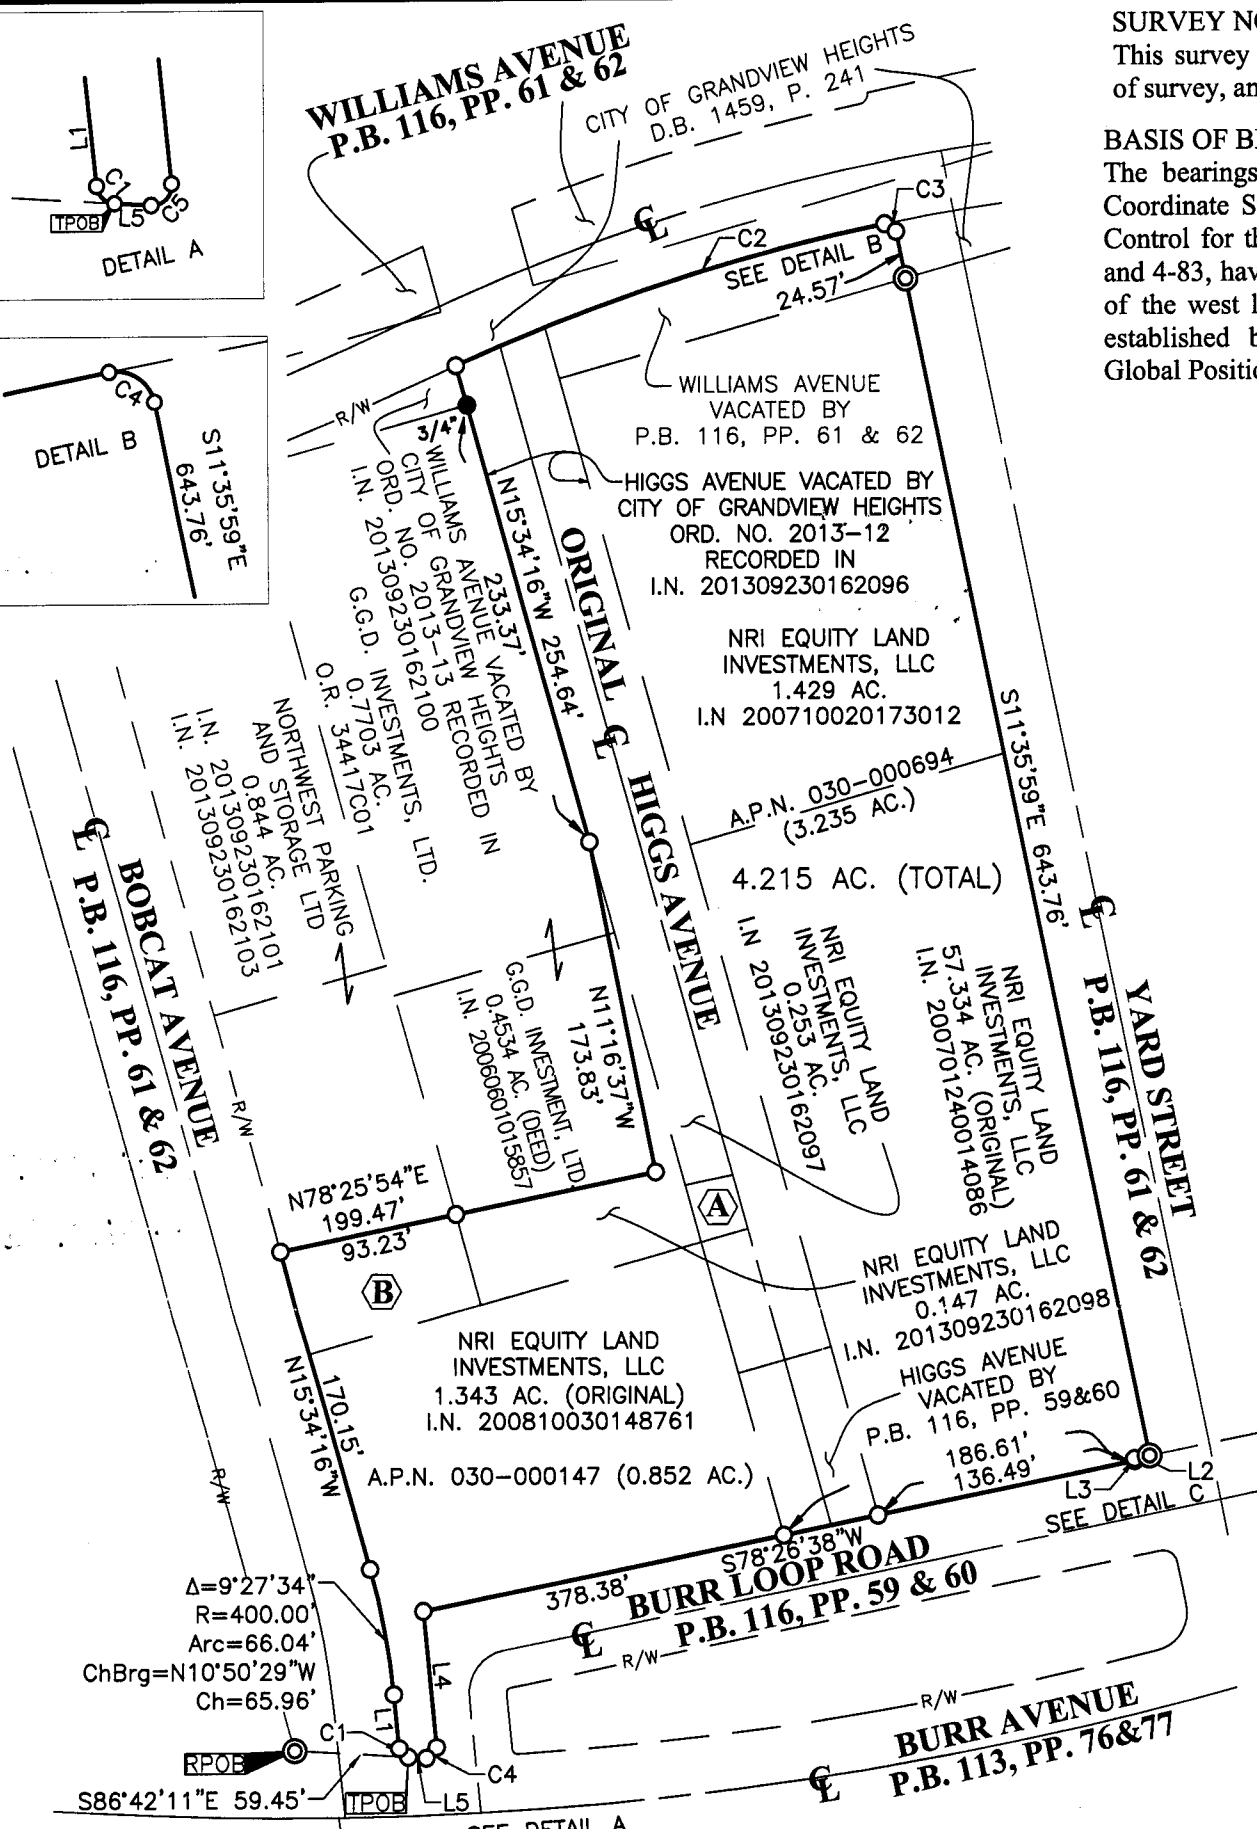 SURVEY
This survey
of survey, an
BASIS OF
The bearings
Coordinate S
Control for th
and 4-83, hav
of the west l
established b
Global Positi
L1
C1
TPOB
L5
C5
DETAIL A
C4
DETAIL B
S11°35'59"E
643.76'
WILLIAMS AVENUE
P.B. 116, PP. 61 & 62
CITY OF GRANDVIEW HEIGHTS
D.B. 1459, P. 241
C3
C2
SEE DETAIL B
24.57'
R/W
3/4"
WILLIAMS AVENUE
VACATED BY
P.B. 116, PP. 61 & 62
HIGGS AVENUE VACATED BY
CITY OF GRANDVIEW HEIGHTS
ORD. NO. 2013-12
RECORDED IN
I.N. 201309230162096
NRI EQUITY LAND
INVESTMENTS, LLC
1.429 AC.
I.N 200710020173012
A.P.N. 030-000694
(3.235 AC.)
4.215 AC. (TOTAL)
S11°35'59"E 643.76'
N15°34'16"W 254.64'
233.37'
WILLIAMS AVENUE VACATED BY
CITY OF GRANDVIEW HEIGHTS
ORD. NO. 2013-13 RECORDED IN
I.N. 201309230162100
G.G.D. INVESTMENTS, LTD.
0.7703 AC.
O.R. 34417C01
NORTHWEST PARKING
AND STORAGE LTD
0.844 AC.
I.N. 201309230162101
I.N. 201309230162103
ORIGINAL ℄ HIGGS AVENUE
℄ BOBCAT AVENUE
P.B. 116, PP. 61 & 62
R/W
G.G.D. INVESTMENT, LTD.
0.4534 AC. (DEED)
I.N. 200606010105857
N11°16'37"W
173.83'
NRI EQUITY LAND
INVESTMENTS, LLC
0.253 AC.
I.N 201309230162097
NRI EQUITY LAND
INVESTMENTS, LLC
57.334 AC. (ORIGINAL)
I.N. 200701240014086
℄ YARD STREET
P.B. 116, PP. 61 & 62
A
N78°25'54"E
199.47'
93.23'
B
NRI EQUITY LAND
INVESTMENTS, LLC
0.147 AC.
I.N. 201309230162098
HIGGS AVENUE
VACATED BY
P.B. 116, PP. 59&60
NRI EQUITY LAND
INVESTMENTS, LLC
1.343 AC. (ORIGINAL)
I.N. 200810030148761
A.P.N. 030-000147 (0.852 AC.)
N15°34'16"W
170.15'
R/W
186.61'
136.49'
L3
L2
SEE DETAIL C
S78°26'38"W
378.38'
℄ BURR LOOP ROAD
P.B. 116, PP. 59 & 60
R/W
Δ=9°27'34"
R=400.00'
Arc=66.04'
ChBrg=N10°50'29"W
Ch=65.96'
L4
L1
C1
RPOB
S86°42'11"E 59.45'
TPOB
L5
C4
R/W
℄ BURR AVENUE
P.B. 113, PP. 76&77
SEE DETAIL A